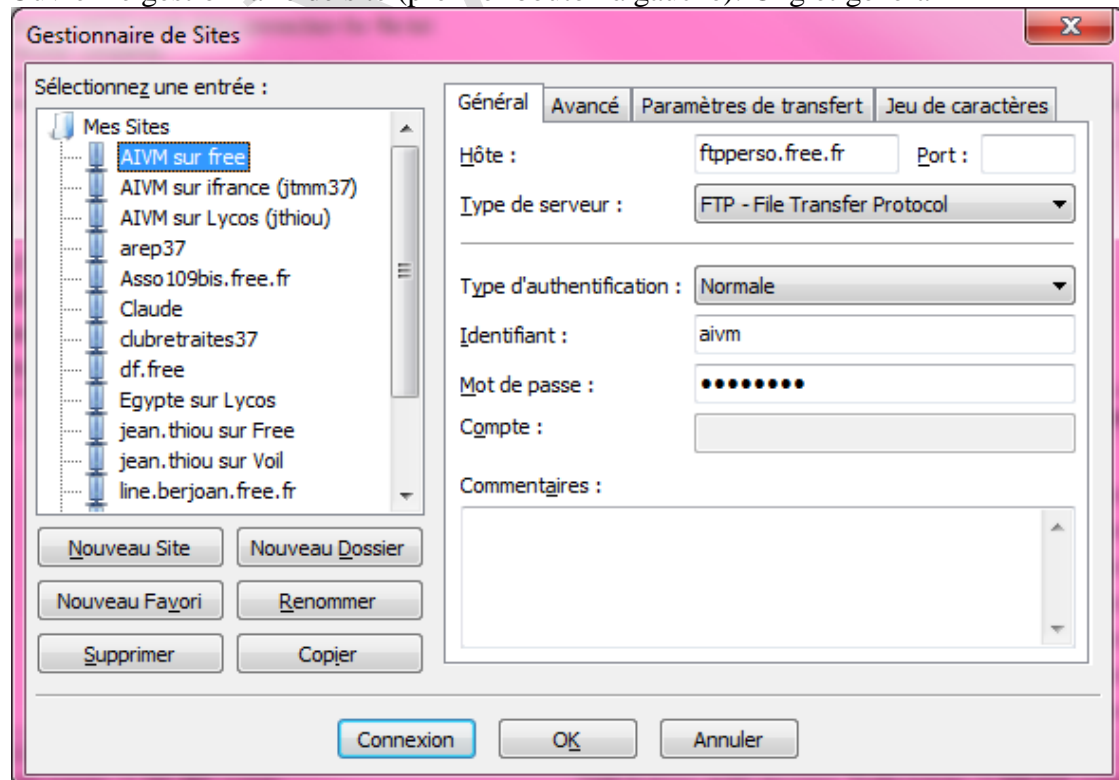 Gestionnaire de Sites
Sélectionnez une entrée :
Mes Sites
AIVM sur free
AIVM sur ifrance (jtmm37)
AIVM sur Lycos (jthiou)
arep37
Asso109bis.free.fr
Claude
clubretraites37
df.free
Egypte sur Lycos
jean.thiou sur Free
jean.thiou sur Voil
line.berjoan.free.fr
Nouveau Site
Nouveau Dossier
Nouveau Favori
Renommer
Supprimer
Copier
Général
Avancé
Paramètres de transfert
Jeu de caractères
Hôte :
ftpperso.free.fr
Port :
Type de serveur :
FTP - File Transfer Protocol
Type d'authentification :
Normale
Identifiant :
aivm
Mot de passe :
●●●●●●●●
Compte :
Commentaires :
Connexion
OK
Annuler